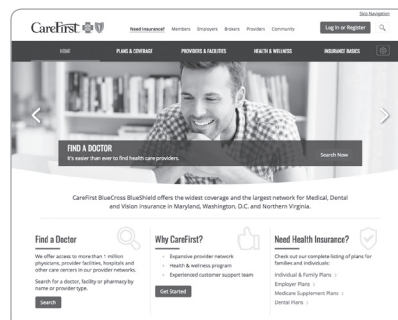 Skip Navigation
CareFirst
Need Insurance? Members Employers Brokers Providers Community Log In or Register
HOME PLANS & COVERAGE PROVIDERS & FACILITIES HEALTH & WELLNESS INSURANCE BASICS
FIND A DOCTOR
It's easier than ever to find health care providers.
Search Now
CareFirst BlueCross BlueShield offers the widest coverage and the largest network for Medical, Dental
and Vision Insurance in Maryland, Washington, D.C, and Northern Virginia.
Find a Doctor
We offer access to more than 1 million
physicians, provider facilities, hospitals and
other care centers in our provider networks.
Search for a doctor, facility or pharmacy by
name or provider type.
Search
Why CareFirst?
Expansive provider network
Health & wellness program
Experienced customer support team
Get Started
Need Health Insurance?
Check out our complete listing of plans for
families and individuals:
Individual & Family Plans
Employer Plans
Medicare Supplement Plans
Dental Plans